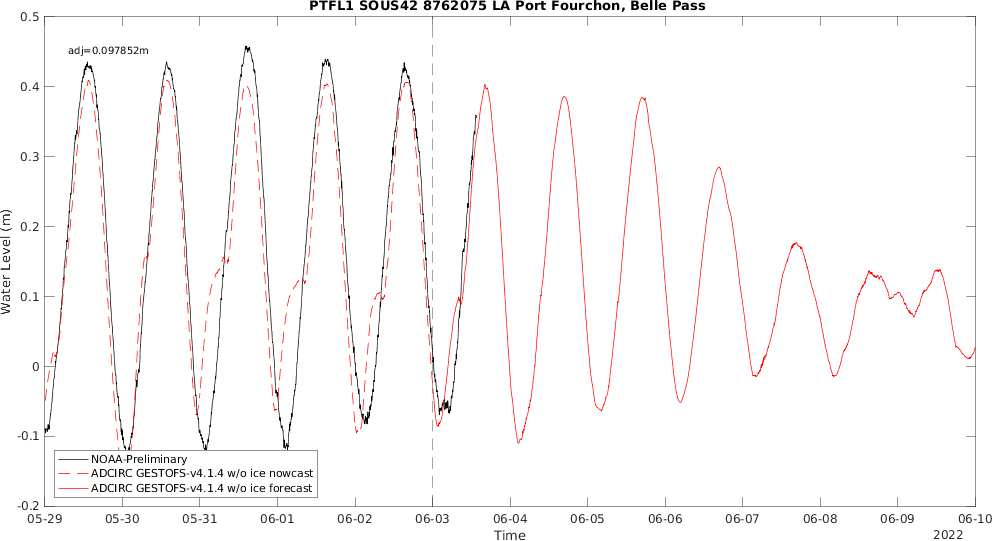 PTFL1 SOUS42 8762075 LA Port Fourchon, Belle Pass
adj=0.097852m
Water Level (m)
0.5
0.4
0.3
0.2
0.1
0
-0.1
-0.2
NOAA-Preliminary
ADCIRC GESTOFS-v4.1.4 w/o ice nowcast
ADCIRC GESTOFS-v4.1.4 w/o ice forecast
05-29 05-30 05-31 06-01 06-02 06-03 06-04 06-05 06-06 06-07 06-08 06-09 06-10
Time
2022